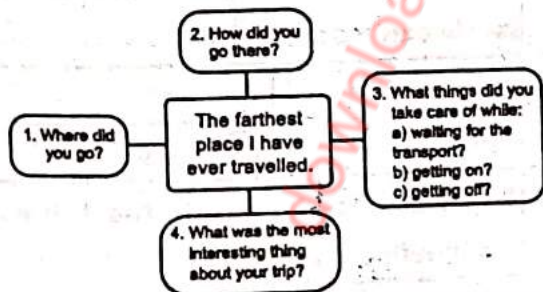 2. How did you
go there?
1. Where did
you go?
The farthest
place I have
ever travelled.
3. What things did you
take care of while:
a) waiting for the
transport?
b) getting on?
c) getting off?
4. What was the most
interesting thing
about your trip?
downloa